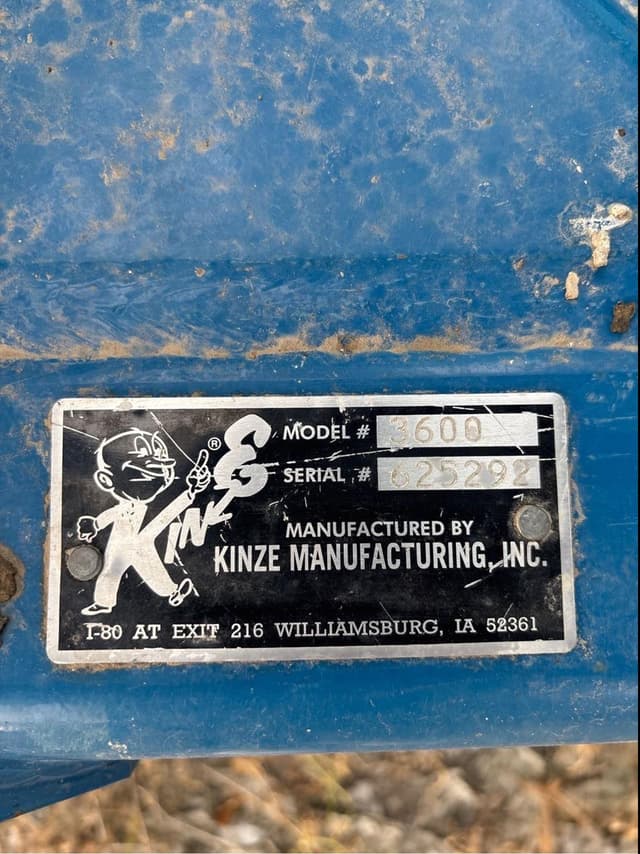 KINZE ®
MODEL # 3600
SERIAL # 625292
MANUFACTURED BY
KINZE MANUFACTURING, INC.
I-80 AT EXIT 216 WILLIAMSBURG, IA 52361